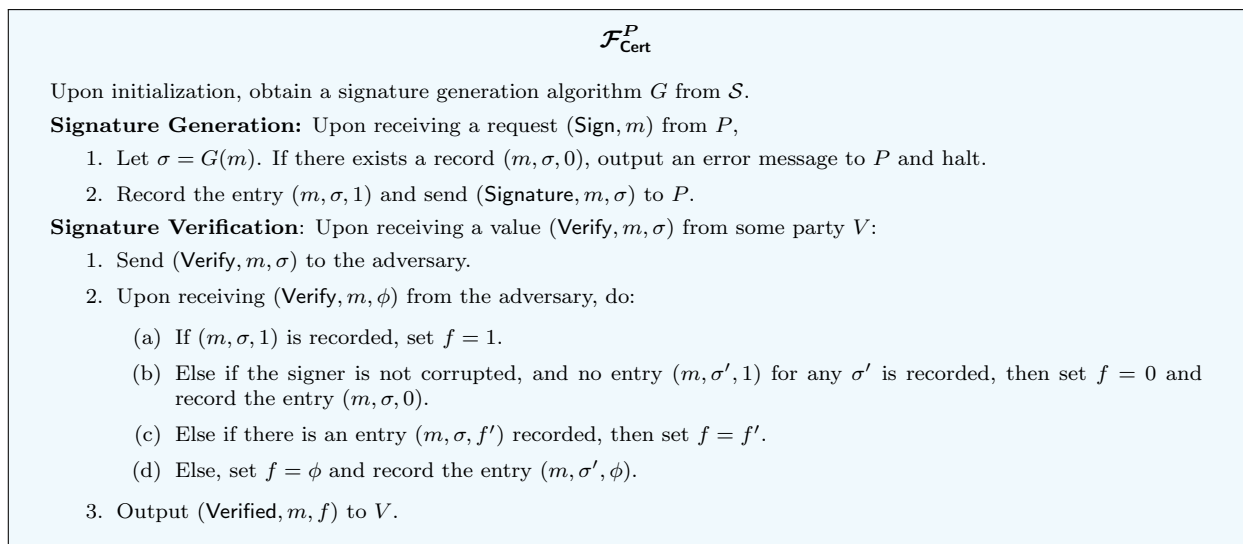 𝓕^P_Cert
Upon initialization, obtain a signature generation algorithm G from 𝒮.
Signature Generation: Upon receiving a request (Sign, m) from P,
1. Let σ = G(m). If there exists a record (m, σ, 0), output an error message to P and halt.
2. Record the entry (m, σ, 1) and send (Signature, m, σ) to P.
Signature Verification: Upon receiving a value (Verify, m, σ) from some party V:
1. Send (Verify, m, σ) to the adversary.
2. Upon receiving (Verify, m, ϕ) from the adversary, do:
(a) If (m, σ, 1) is recorded, set f = 1.
(b) Else if the signer is not corrupted, and no entry (m, σ′, 1) for any σ′ is recorded, then set f = 0 and
record the entry (m, σ, 0).
(c) Else if there is an entry (m, σ, f′) recorded, then set f = f′.
(d) Else, set f = ϕ and record the entry (m, σ′, ϕ).
3. Output (Verified, m, f) to V.